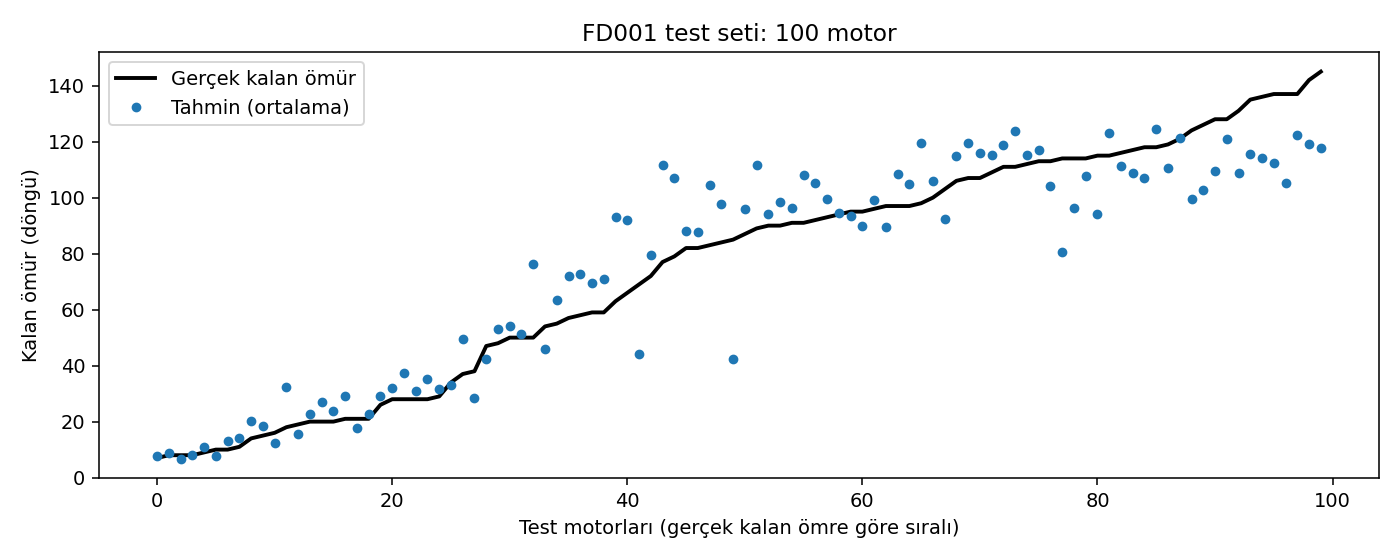 FD001 test seti: 100 motor
Gerçek kalan ömür
Tahmin (ortalama)
Kalan ömür (döngü)
140
120
100
80
60
40
20
0
0 20 40 60 80 100
Test motorları (gerçek kalan ömre göre sıralı)